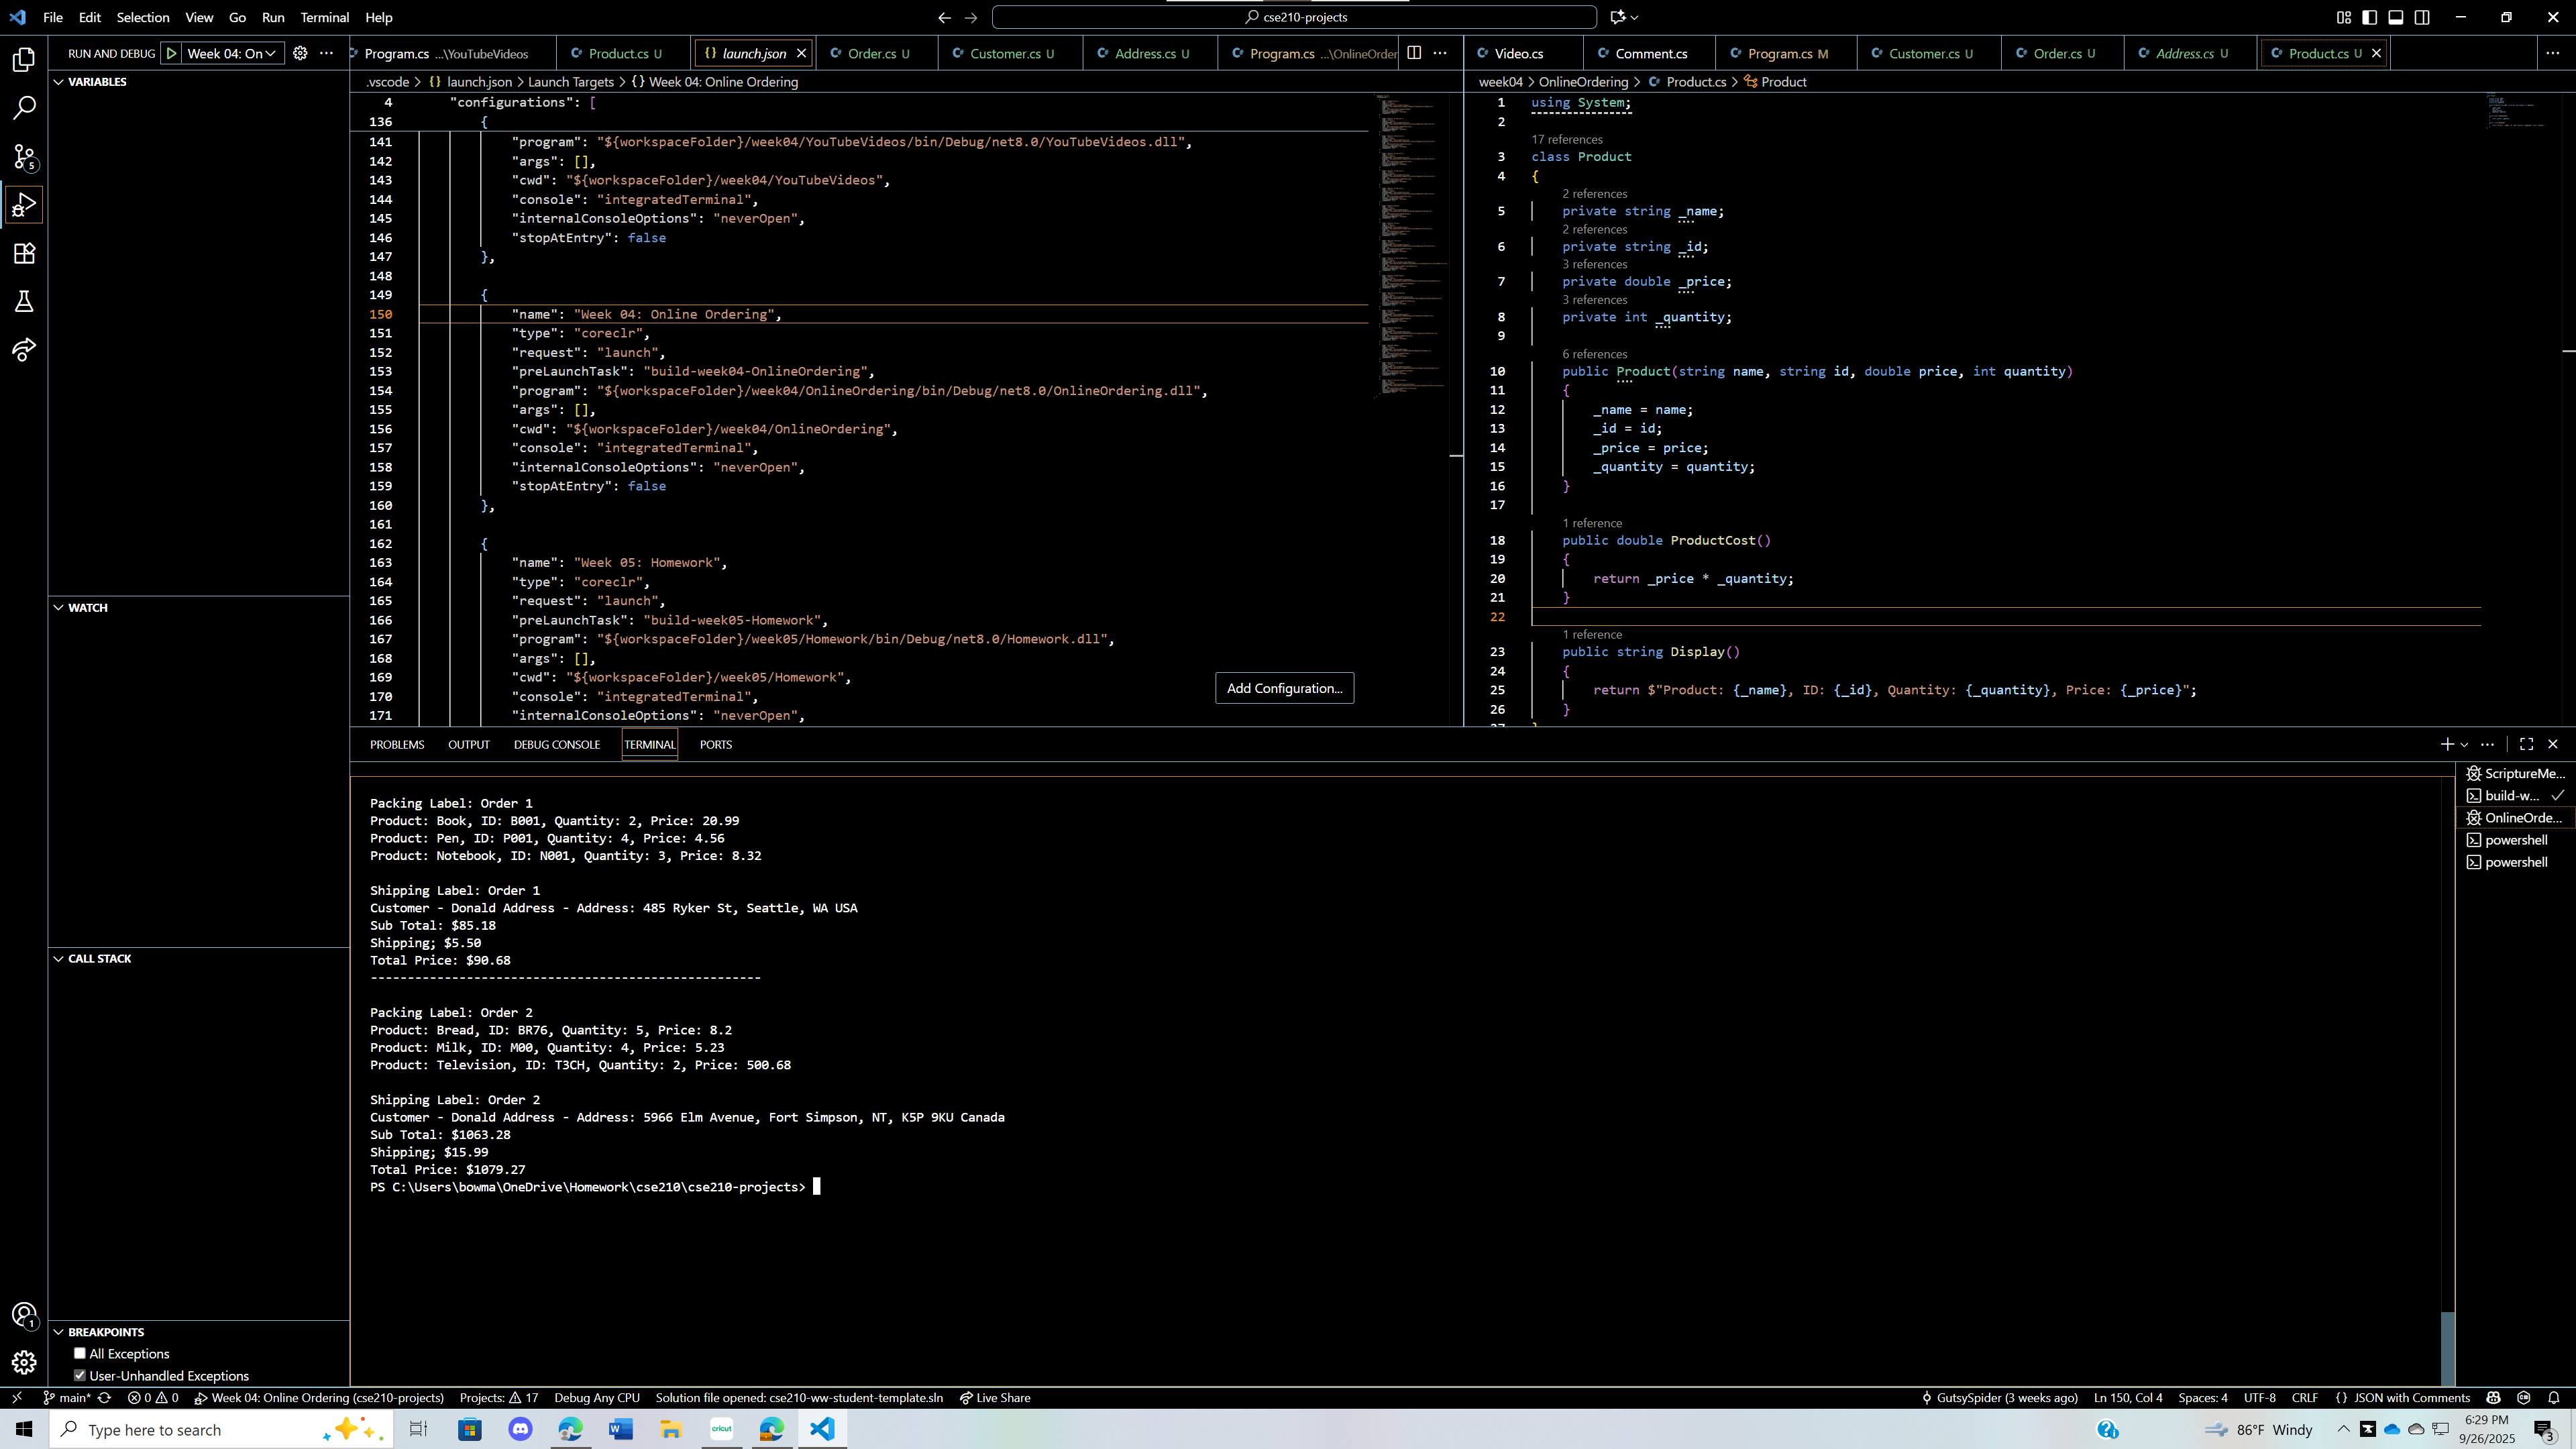 File Edit Selection View Go Run Terminal Help
cse210-projects
RUN AND DEBUG Week 04: On
Program.cs ...\YouTubeVideos Product.cs U launch.json Order.cs U Customer.cs U Address.cs U Program.cs ...\OnlineOrder
Video.cs Comment.cs Program.cs M Customer.cs U Order.cs U Address.cs U Product.cs U
VARIABLES
WATCH
CALL STACK
BREAKPOINTS
All Exceptions
User-Unhandled Exceptions
5
1
.vscode > launch.json > Launch Targets > {} Week 04: Online Ordering
4 "configurations": [
136 {
141 "program": "${workspaceFolder}/week04/YouTubeVideos/bin/Debug/net8.0/YouTubeVideos.dll",
142 "args": [],
143 "cwd": "${workspaceFolder}/week04/YouTubeVideos",
144 "console": "integratedTerminal",
145 "internalConsoleOptions": "neverOpen",
146 "stopAtEntry": false
147 },
148
149 {
150 "name": "Week 04: Online Ordering",
151 "type": "coreclr",
152 "request": "launch",
153 "preLaunchTask": "build-week04-OnlineOrdering",
154 "program": "${workspaceFolder}/week04/OnlineOrdering/bin/Debug/net8.0/OnlineOrdering.dll",
155 "args": [],
156 "cwd": "${workspaceFolder}/week04/OnlineOrdering",
157 "console": "integratedTerminal",
158 "internalConsoleOptions": "neverOpen",
159 "stopAtEntry": false
160 },
161
162 {
163 "name": "Week 05: Homework",
164 "type": "coreclr",
165 "request": "launch",
166 "preLaunchTask": "build-week05-Homework",
167 "program": "${workspaceFolder}/week05/Homework/bin/Debug/net8.0/Homework.dll",
168 "args": [],
169 "cwd": "${workspaceFolder}/week05/Homework",
170 "console": "integratedTerminal",
171 "internalConsoleOptions": "neverOpen",
Add Configuration...
week04 > OnlineOrdering > Product.cs > Product
1 using System;
2
17 references
3 class Product
4 {
2 references
5 private string _name;
2 references
6 private string _id;
3 references
7 private double _price;
3 references
8 private int _quantity;
9
6 references
10 public Product(string name, string id, double price, int quantity)
11 {
12 _name = name;
13 _id = id;
14 _price = price;
15 _quantity = quantity;
16 }
17
1 reference
18 public double ProductCost()
19 {
20 return _price * _quantity;
21 }
22
1 reference
23 public string Display()
24 {
25 return $"Product: {_name}, ID: {_id}, Quantity: {_quantity}, Price: {_price}";
26 }
PROBLEMS OUTPUT DEBUG CONSOLE TERMINAL PORTS
Packing Label: Order 1
Product: Book, ID: B001, Quantity: 2, Price: 20.99
Product: Pen, ID: P001, Quantity: 4, Price: 4.56
Product: Notebook, ID: N001, Quantity: 3, Price: 8.32
Shipping Label: Order 1
Customer - Donald Address - Address: 485 Ryker St, Seattle, WA USA
Sub Total: $85.18
Shipping; $5.50
Total Price: $90.68
-----------------------------------------------------
Packing Label: Order 2
Product: Bread, ID: BR76, Quantity: 5, Price: 8.2
Product: Milk, ID: M00, Quantity: 4, Price: 5.23
Product: Television, ID: T3CH, Quantity: 2, Price: 500.68
Shipping Label: Order 2
Customer - Donald Address - Address: 5966 Elm Avenue, Fort Simpson, NT, K5P 9KU Canada
Sub Total: $1063.28
Shipping; $15.99
Total Price: $1079.27
PS C:\Users\bowma\OneDrive\Homework\cse210\cse210-projects>
ScriptureMe...
build-w...
OnlineOrde...
powershell
powershell
main* 0 0 Week 04: Online Ordering (cse210-projects) Projects: 17 Debug Any CPU Solution file opened: cse210-ww-student-template.sln Live Share
GutsySpider (3 weeks ago) Ln 150, Col 4 Spaces: 4 UTF-8 CRLF {} JSON with Comments
Type here to search
cricut
86°F Windy
6:29 PM
9/26/2025
3